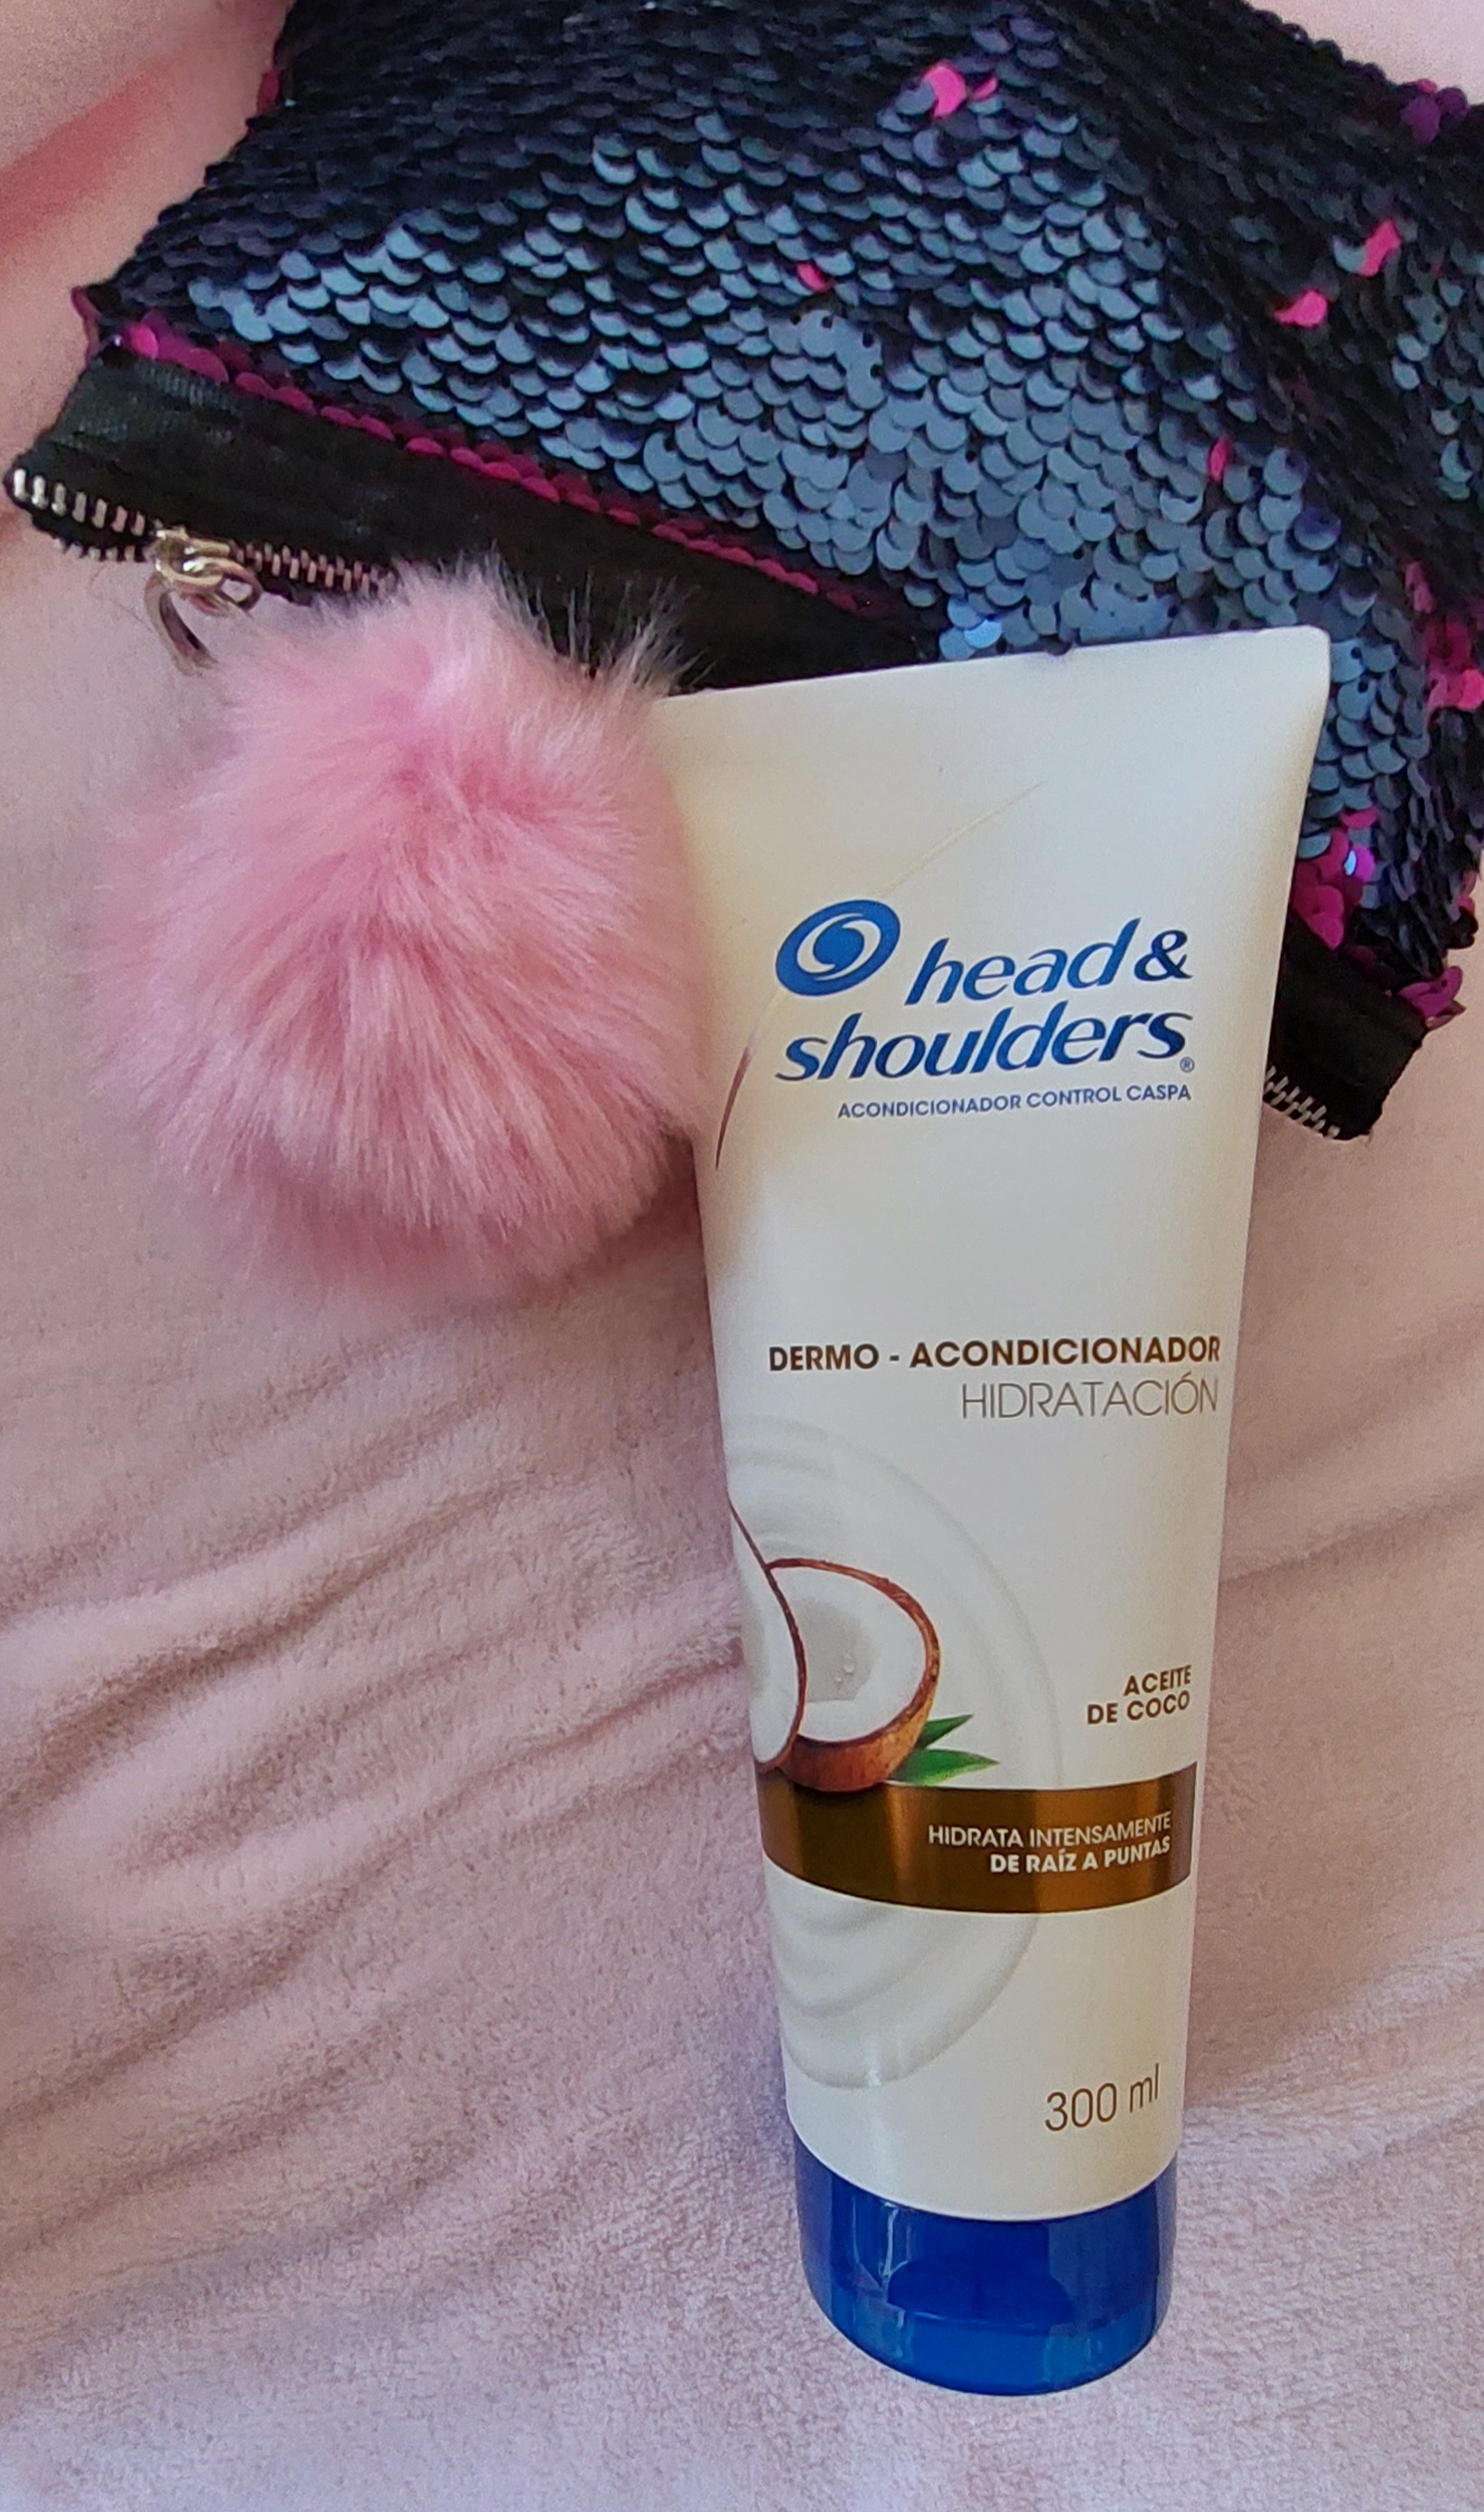 head &
shoulders®
ACONDICIONADOR CONTROL CASPA
DERMO - ACONDICIONADOR
HIDRATACIÓN
ACEITE
DE COCO
HIDRATA INTENSAMENTE
DE RAÍZ A PUNTAS
300 ml